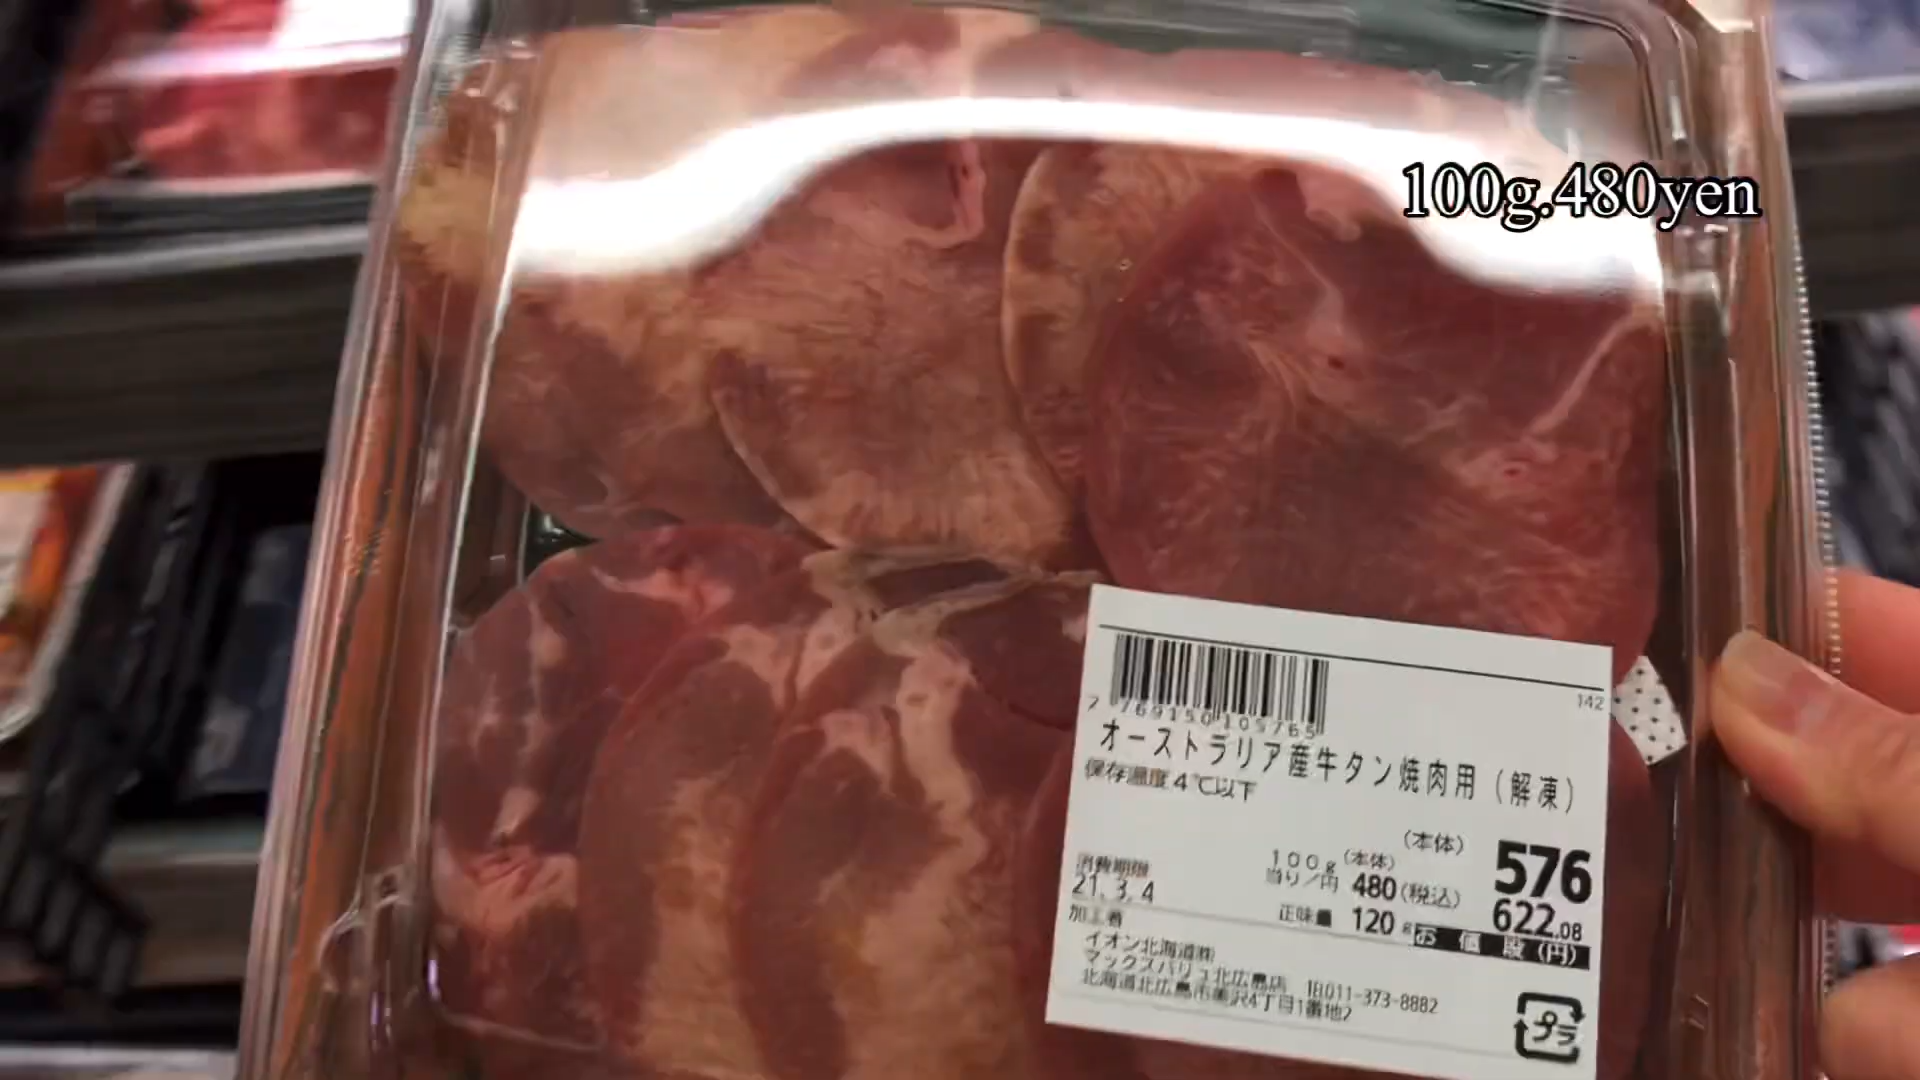 100g.480yen
142
2 769150 105765
オーストラリア産牛タン焼肉用（解凍）
保存温度4℃以下
（本体）
576
100g（本体）
当り／円 480（税込）
622.08
消費期限
21.3.4
正味量 120g お値段（円）
加工者
イオン北海道㈱
マックスバリュ北広島店 TEL011-373-8882
北海道北広島市美沢4丁目1番地2
プラ